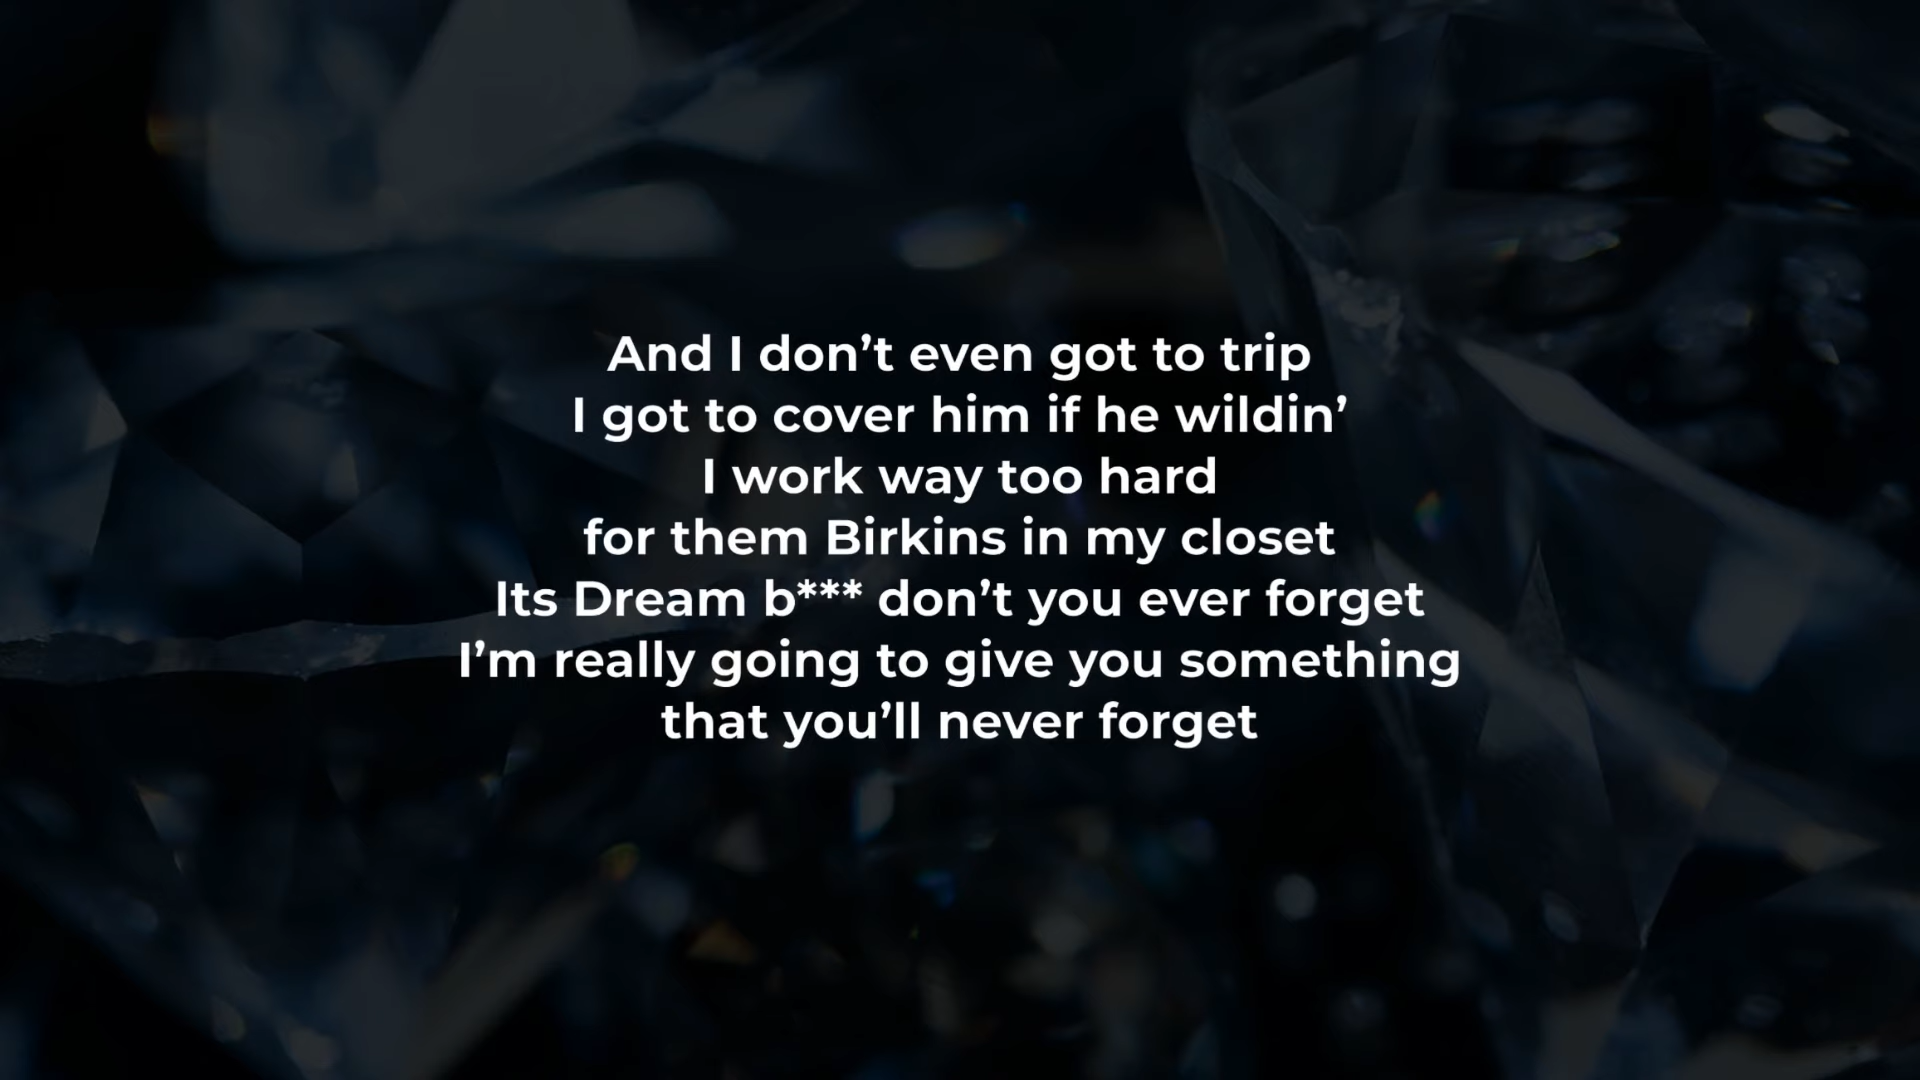 And I don’t even got to trip
I got to cover him if he wildin’
I work way too hard
for them Birkins in my closet
Its Dream b*** don’t you ever forget
I’m really going to give you something
that you’ll never forget